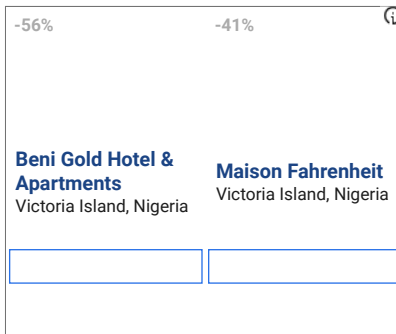 -56%
-41%
Beni Gold Hotel &
Apartments
Victoria Island, Nigeria
Maison Fahrenheit
Victoria Island, Nigeria